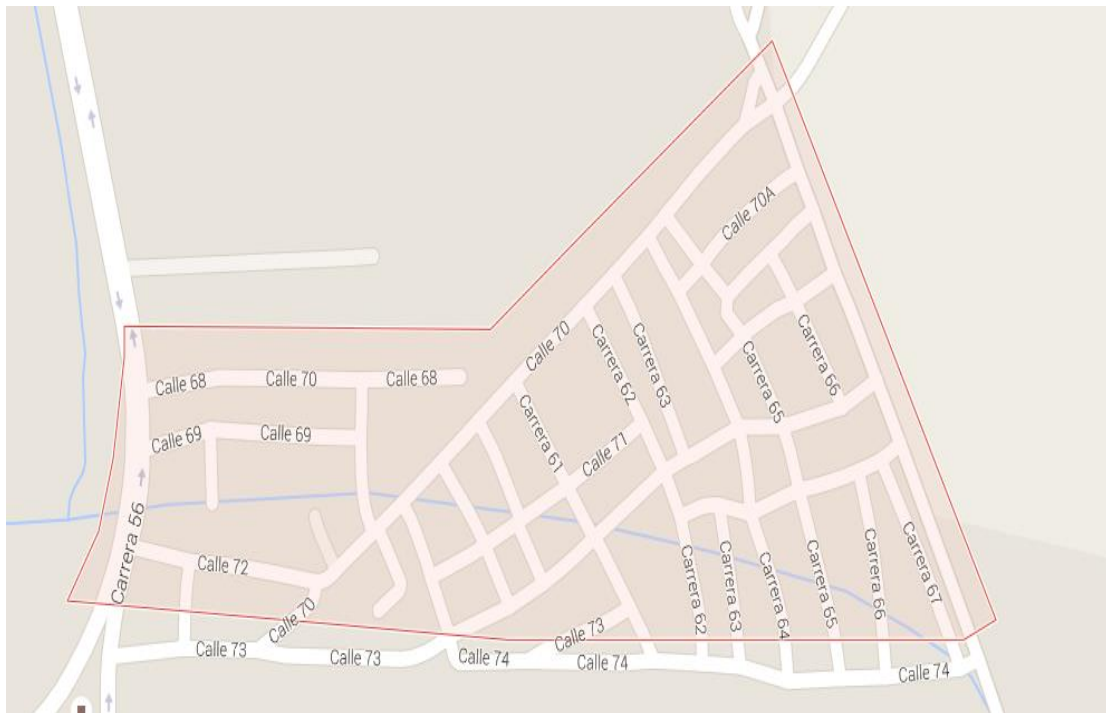 Calle 70A
Calle 70
Carrera 62
Carrera 63
Carrera 66
Carrera 65
Calle 68
Calle 70
Calle 68
Calle 69
Calle 69
Carrera 61
Calle 71
Carrera 56
Calle 72
Calle 70
Carrera 62
Carrera 63
Carrera 64
Carrera 65
Carrera 66
Carrera 67
Calle 73
Calle 73
Calle 73
Calle 74
Calle 74
Calle 74